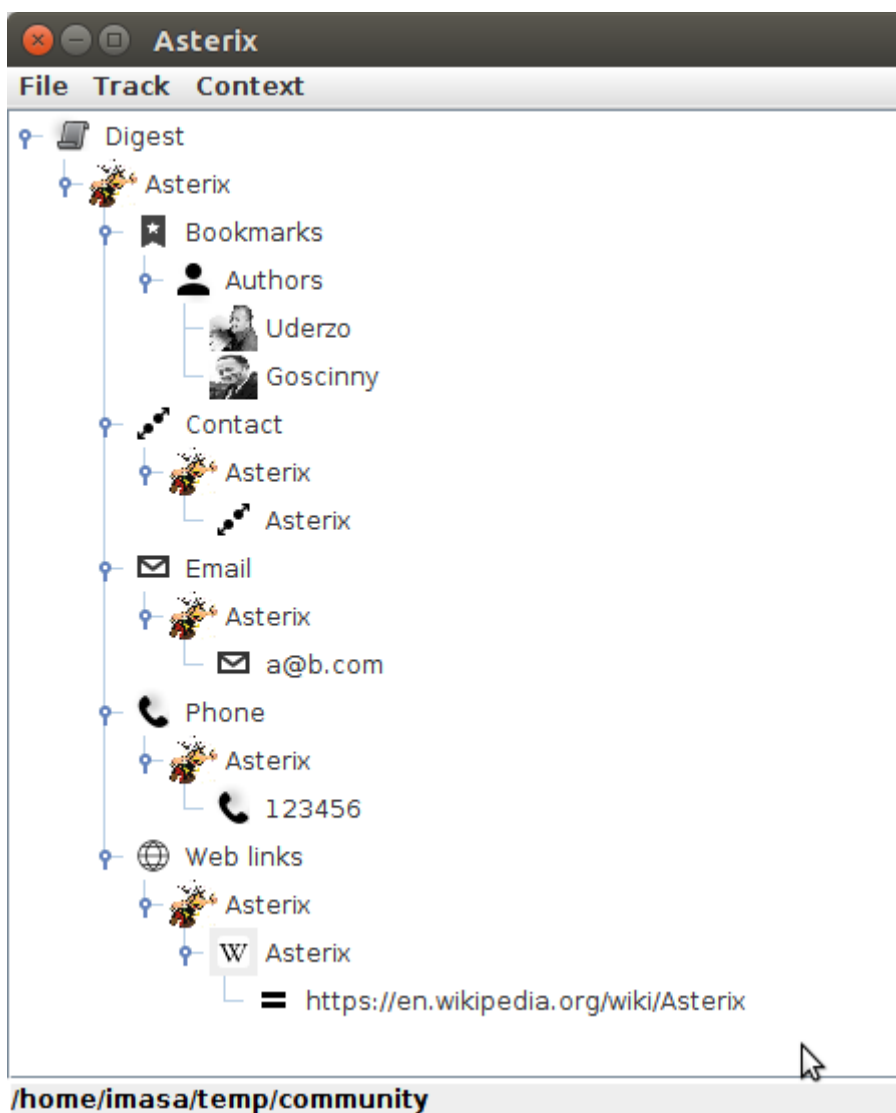 Asterix
File Track Context
Digest
Asterix
Bookmarks
Authors
Uderzo
Goscinny
Contact
Asterix
Asterix
Email
Asterix
a@b.com
Phone
Asterix
123456
Web links
Asterix
W Asterix
https://en.wikipedia.org/wiki/Asterix
/home/imasa/temp/community